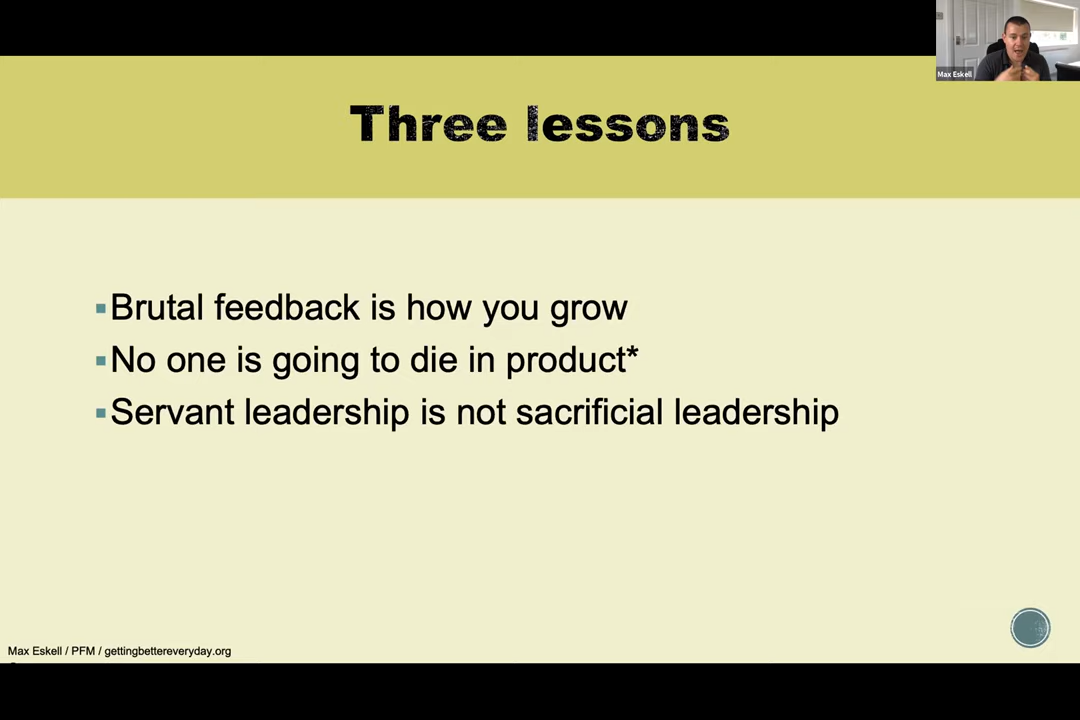 Max Eskell
Three lessons
Brutal feedback is how you grow
No one is going to die in product*
Servant leadership is not sacrificial leadership
Max Eskell / PFM / gettingbettereveryday.org